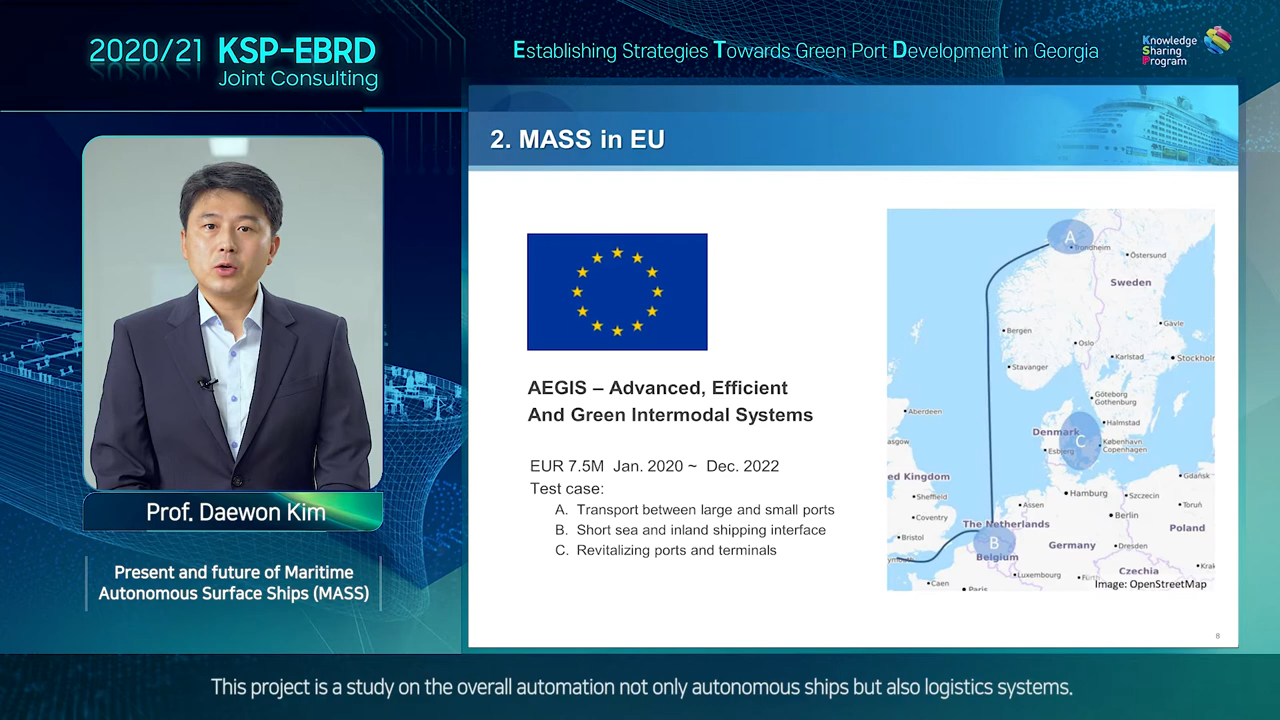 2020/21 KSP-EBRD
Joint Consulting
Establishing Strategies Towards Green Port Development in Georgia
Knowledge
Sharing
Program
2. MASS in EU
AEGIS – Advanced, Efficient
And Green Intermodal Systems
EUR 7.5M Jan. 2020 ~ Dec. 2022
Test case:
A. Transport between large and small ports
B. Short sea and inland shipping interface
C. Revitalizing ports and terminals
A
Trondheim
Östersund
Sweden
Bergen
Gävle
Oslo
Karlstad
Stockholr
Stavanger
Göteborg
Gothenburg
Aberdeen
Halmstad
Denmark
C
København
Copenhagen
Esbjerg
asgow
ed Kingdom
Gdańsk
Hamburg
Szczecin
Sheffield
Assen
Toruń
Coventry
Berlin
The Netherlands
Poland
Bristol
B
Germany
Dresden
Belgium
ymouth
Luxembourg
Czechia
Krak
Caen
Fürth
Paris
Image: OpenStreetMap
8
Prof. Daewon Kim
Present and future of Maritime
Autonomous Surface Ships (MASS)
This project is a study on the overall automation not only autonomous ships but also logistics systems.